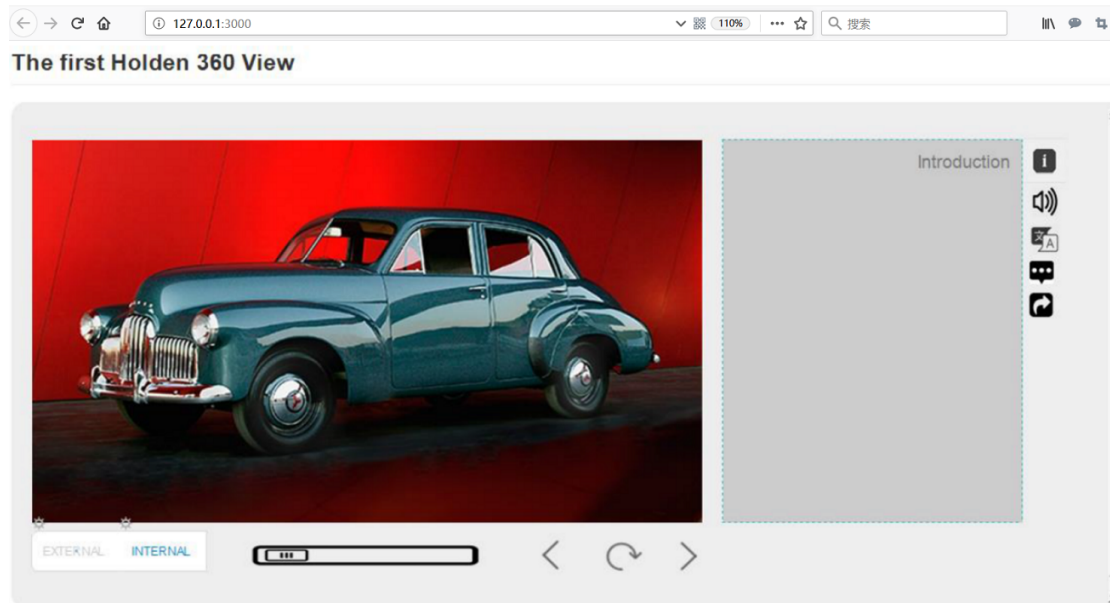 127.0.0.1:3000
110%
搜索
The first Holden 360 View
Introduction
EXTERNAL
INTERNAL